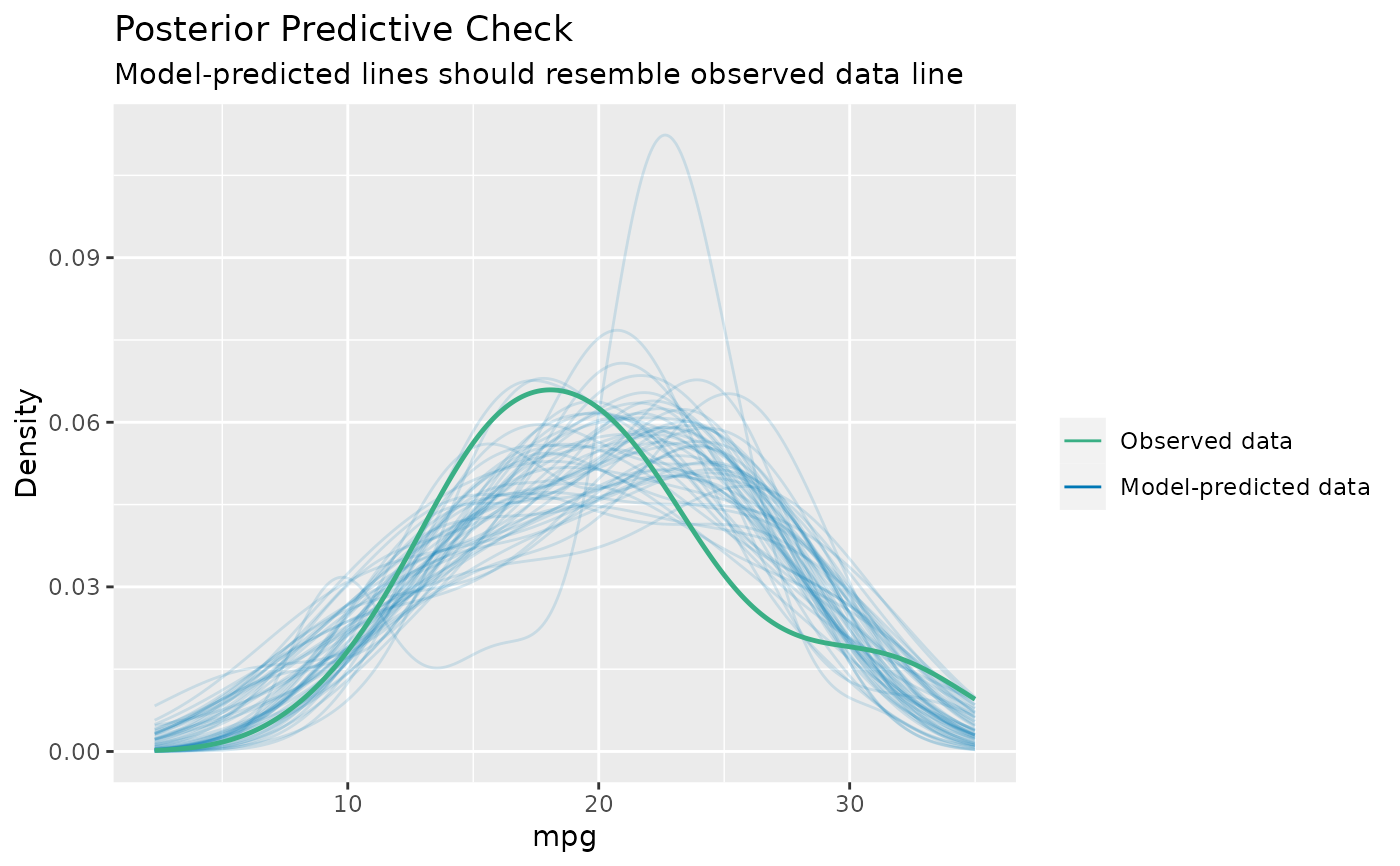 Posterior Predictive Check
Model-predicted lines should resemble observed data line
0.09
0.06
0.03
0.00
Density
10 20 30
mpg
Observed data
Model-predicted data